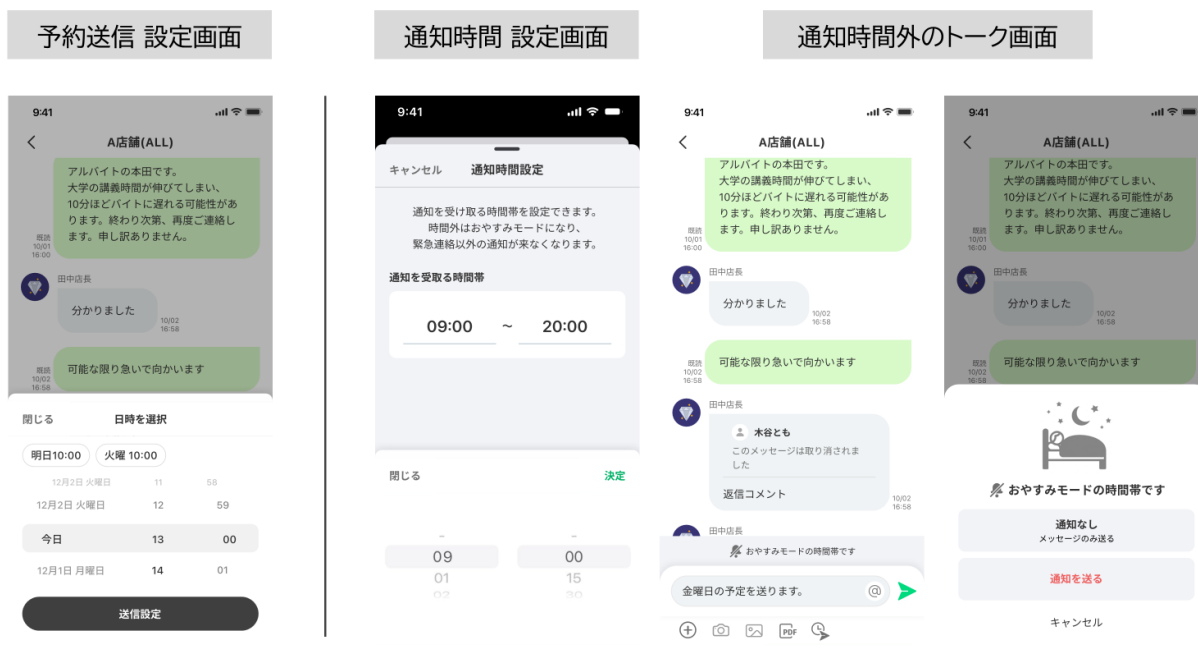 予約送信 設定画面
通知時間 設定画面
通知時間外のトーク画面
9:41
A店舗(ALL)
アルバイトの本田です。
大学の講義時間が伸びてしまい、
10分ほどバイトに遅れる可能性があ
ります。終わり次第、再度ご連絡し
ます。申し訳ありません。
既読
10/01
16:00
田中店長
分かりました
10/02
16:58
可能な限り急いで向かいます
既読
10/02
16:58
閉じる
日時を選択
明日10:00
火曜 10:00
12月2日 火曜日 11 58
12月2日 火曜日 12 59
今日 13 00
12月1日 月曜日 14 01
送信設定
9:41
キャンセル
通知時間設定
通知を受け取る時間帯を設定できます。
時間外はおやすみモードになり、
緊急連絡以外の通知が来なくなります。
通知を受取る時間帯
09:00 ~ 20:00
閉じる
決定
09 00
01 15
02 30
9:41
A店舗(ALL)
アルバイトの本田です。
大学の講義時間が伸びてしまい、
10分ほどバイトに遅れる可能性があ
ります。終わり次第、再度ご連絡し
ます。申し訳ありません。
既読
10/01
16:00
田中店長
分かりました
10/02
16:58
可能な限り急いで向かいます
既読
10/02
16:58
田中店長
木谷とも
このメッセージは取り消されま
した
返信コメント
10/02
16:58
田中店長
おやすみモードの時間帯です
金曜日の予定を送ります。
@
PDF
9:41
A店舗(ALL)
アルバイトの本田です。
大学の講義時間が伸びてしまい、
10分ほどバイトに遅れる可能性があ
ります。終わり次第、再度ご連絡し
ます。申し訳ありません。
既読
10/01
16:00
田中店長
分かりました
10/02
16:58
可能な限り急いで向かいます
既読
10/02
16:58
おやすみモードの時間帯です
通知なし
メッセージのみ送る
通知を送る
キャンセル